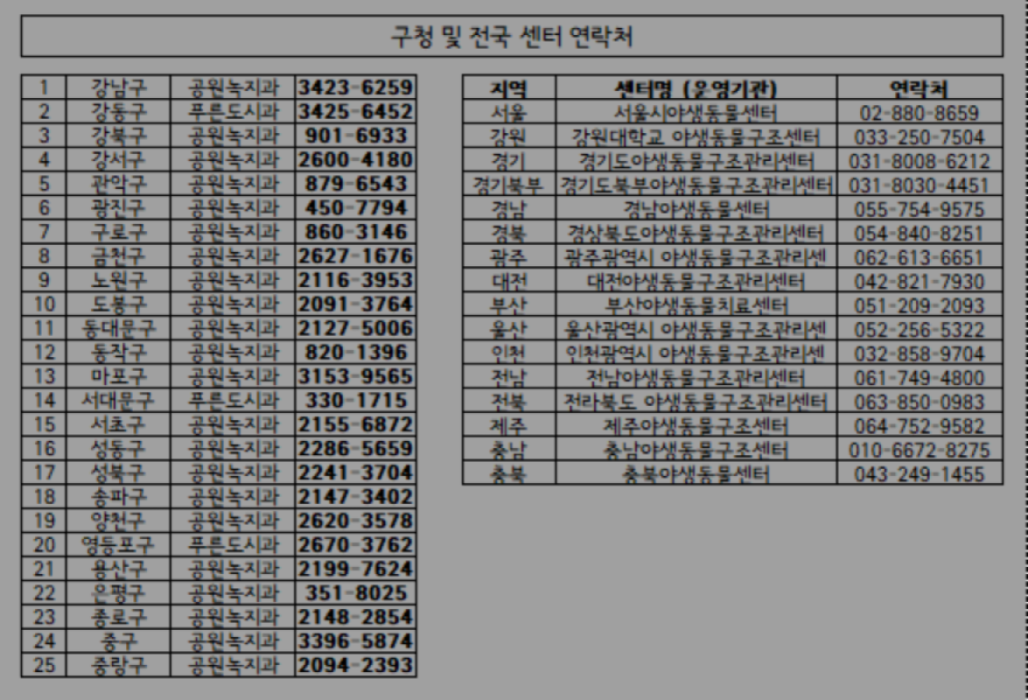 구청 및 전국 센터 연락처
1 강남구 공원녹지과 3423-6259
2 강동구 푸른도시과 3425-6452
3 강북구 공원녹지과 901-6933
4 강서구 공원녹지과 2600-4180
5 관악구 공원녹지과 879-6543
6 광진구 공원녹지과 450-7794
7 구로구 공원녹지과 860-3146
8 금천구 공원녹지과 2627-1676
9 노원구 공원녹지과 2116-3953
10 도봉구 공원녹지과 2091-3764
11 동대문구 공원녹지과 2127-5006
12 동작구 공원녹지과 820-1396
13 마포구 공원녹지과 3153-9565
14 서대문구 푸른도시과 330-1715
15 서초구 공원녹지과 2155-6872
16 성동구 공원녹지과 2286-5659
17 성북구 공원녹지과 2241-3704
18 송파구 공원녹지과 2147-3402
19 양천구 공원녹지과 2620-3578
20 영등포구 푸른도시과 2670-3762
21 용산구 공원녹지과 2199-7624
22 은평구 공원녹지과 351-8025
23 종로구 공원녹지과 2148-2854
24 중구 공원녹지과 3396-5874
25 중랑구 공원녹지과 2094-2393
지역 센터명 (운영기관) 연락처
서울 서울시야생동물센터 02-880-8659
강원 강원대학교 야생동물구조센터 033-250-7504
경기 경기도야생동물구조관리센터 031-8008-6212
경기북부 경기도북부야생동물구조관리센터 031-8030-4451
경남 경남야생동물센터 055-754-9575
경북 경상북도야생동물구조관리센터 054-840-8251
광주 광주광역시 야생동물구조관리센 062-613-6651
대전 대전야생동물구조관리센터 042-821-7930
부산 부산야생동물치료센터 051-209-2093
울산 울산광역시 야생동물구조관리센 052-256-5322
인천 인천광역시 야생동물구조관리센 032-858-9704
전남 전남야생동물구조관리센터 061-749-4800
전북 전라북도 야생동물구조관리센터 063-850-0983
제주 제주야생동물구조센터 064-752-9582
충남 충남야생동물구조센터 010-6672-8275
충북 충북야생동물센터 043-249-1455